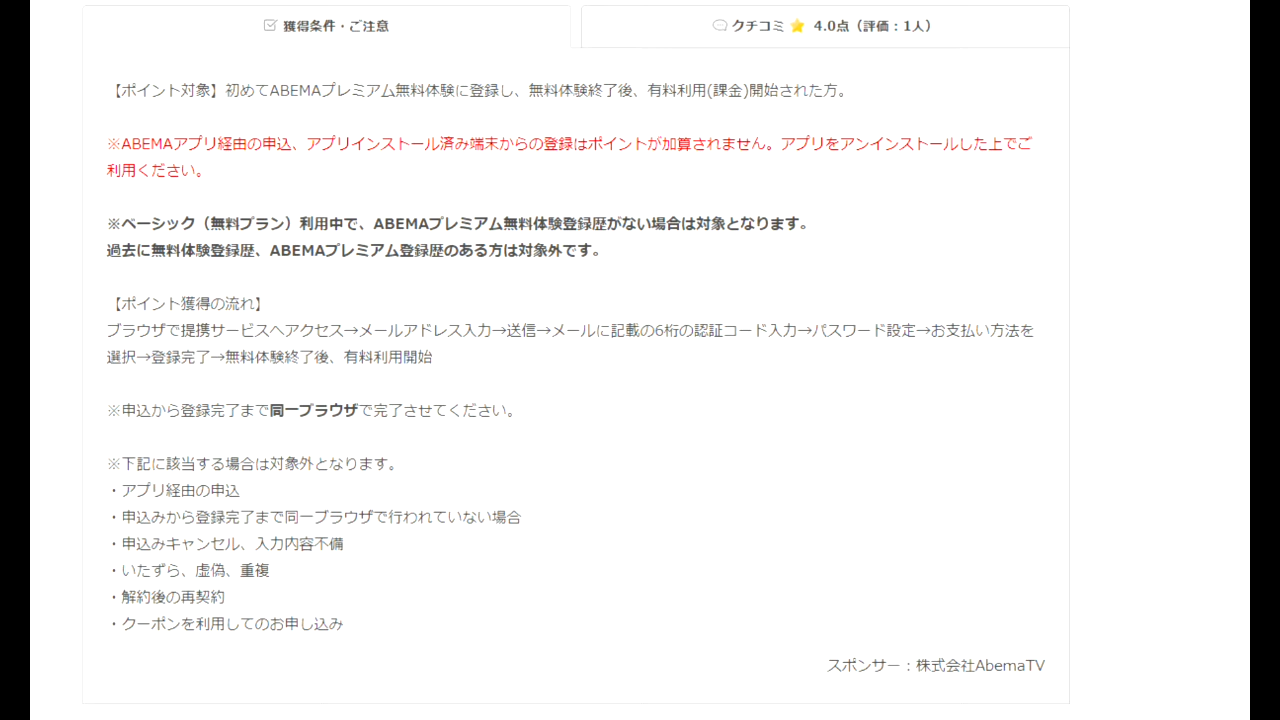 獲得条件・ご注意
クチコミ ⭐ 4.0点（評価：1人）
【ポイント対象】初めてABEMAプレミアム無料体験に登録し、無料体験終了後、有料利用(課金)開始された方。
※ABEMAアプリ経由の申込、アプリインストール済み端末からの登録はポイントが加算されません。アプリをアンインストールした上でご
利用ください。
※ベーシック（無料プラン）利用中で、ABEMAプレミアム無料体験登録歴がない場合は対象となります。
過去に無料体験登録歴、ABEMAプレミアム登録歴のある方は対象外です。
【ポイント獲得の流れ】
ブラウザで提携サービスへアクセス→メールアドレス入力→送信→メールに記載の6桁の認証コード入力→パスワード設定→お支払い方法を
選択→登録完了→無料体験終了後、有料利用開始
※申込から登録完了まで同一ブラウザで完了させてください。
※下記に該当する場合は対象外となります。
・アプリ経由の申込
・申込みから登録完了まで同一ブラウザで行われていない場合
・申込みキャンセル、入力内容不備
・いたずら、虚偽、重複
・解約後の再契約
・クーポンを利用してのお申し込み
スポンサー：株式会社AbemaTV